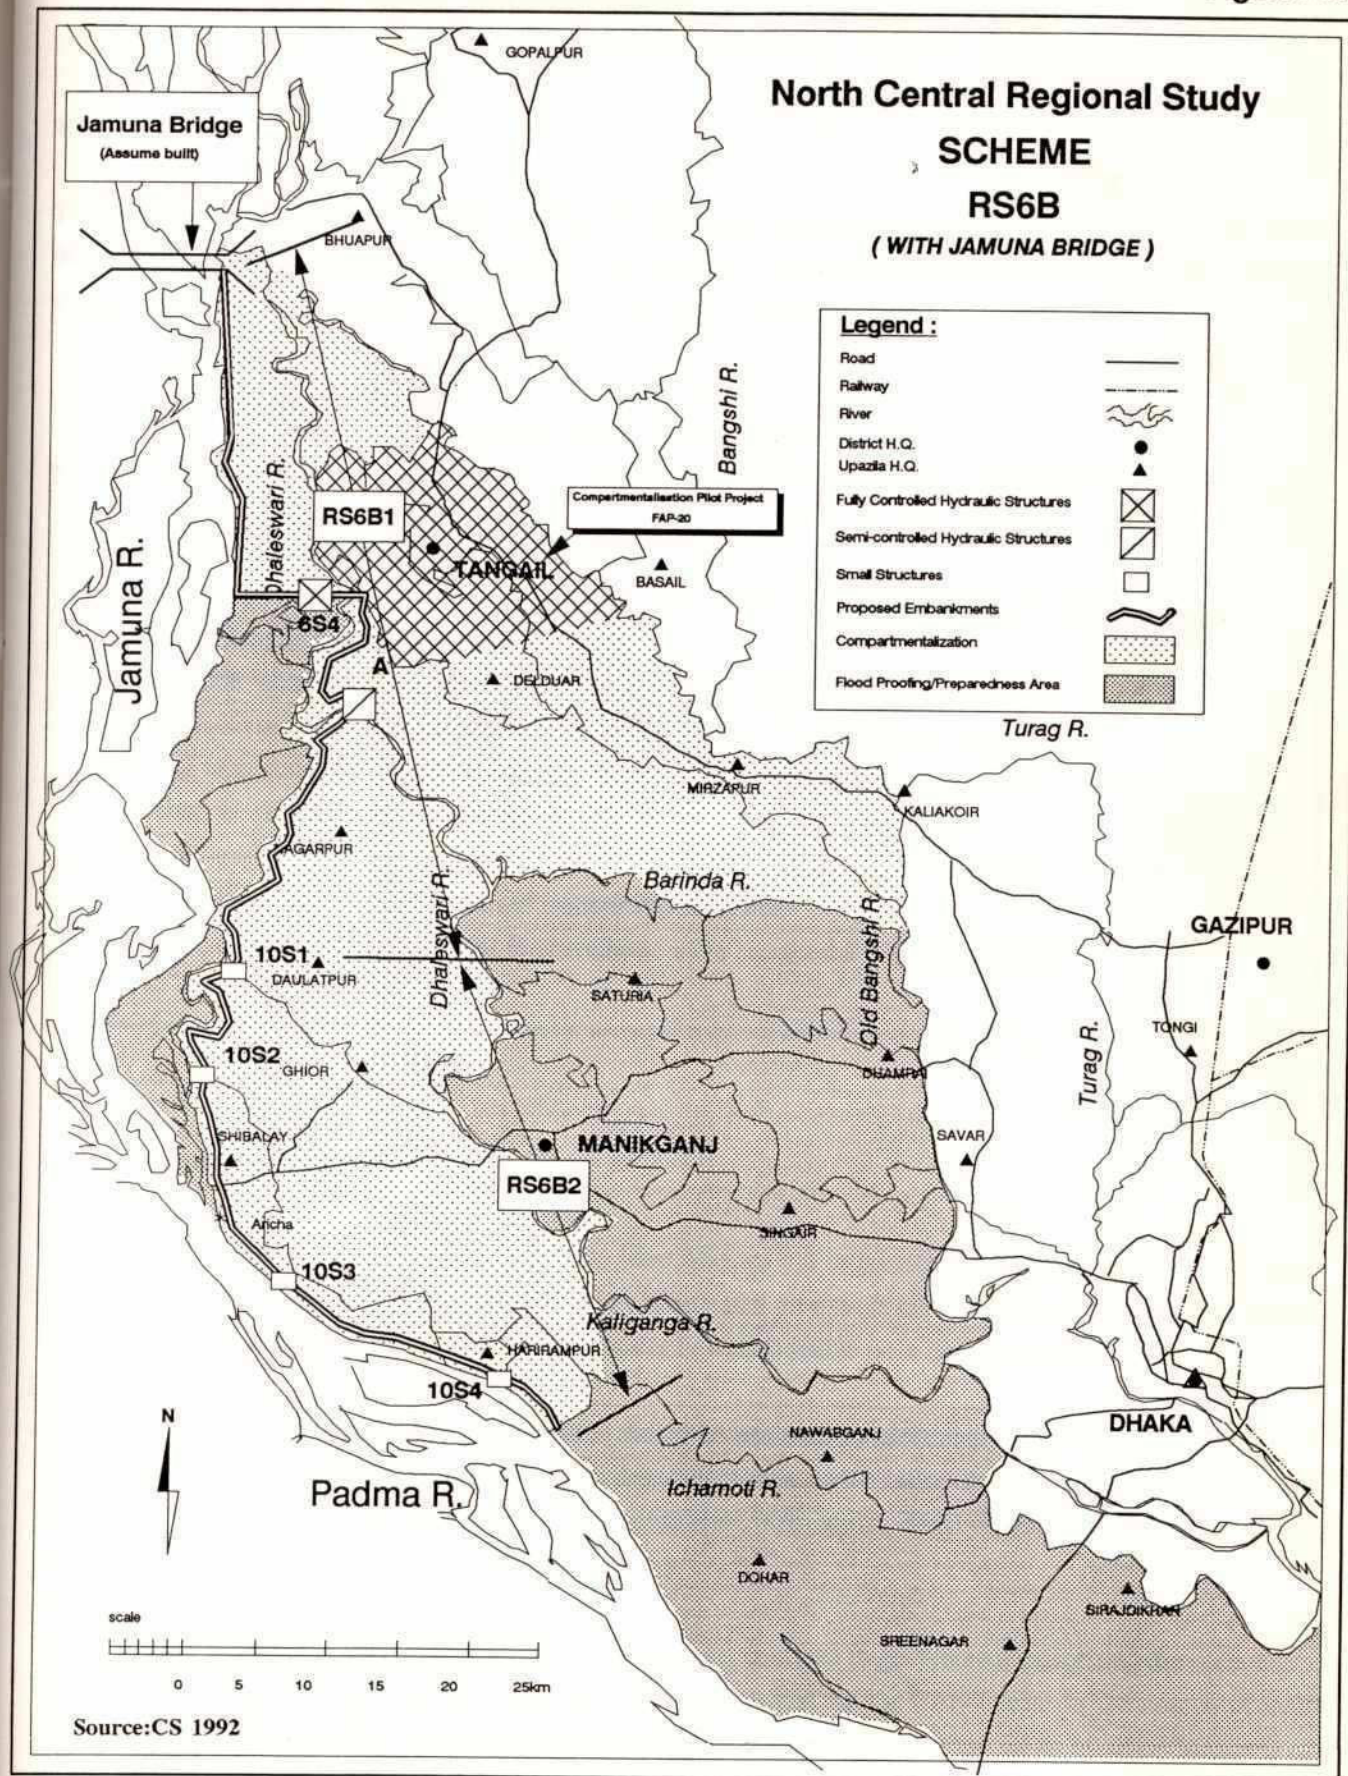 North Central Regional Study
SCHEME
RS6B
( WITH JAMUNA BRIDGE )
Jamuna Bridge
(Assume built)
GOPALPUR
BHUAPUR
Legend :
Road
Railway
River
District H.Q.
Upazila H.Q.
Fully Controlled Hydraulic Structures
Semi-controlled Hydraulic Structures
Small Structures
Proposed Embankments
Compartmentalization
Flood Proofing/Preparedness Area
Bangshi R.
Dhaleswari R.
RS6B1
Compartmentalisation Pilot Project
FAP-20
Jamuna R.
TANGAIL
BASAIL
6S4
A
DELDUAR
Turag R.
MIRZAPUR
KALIAKOIR
NAGARPUR
Barinda R.
Dhaleswari R.
Old Bangshi R.
GAZIPUR
10S1
DAULATPUR
SATURIA
TONGI
Turag R.
10S2
GHIOR
DHAMRAI
SHIBALAY
MANIKGANJ
SAVAR
RS6B2
SINGAIR
Aricha
10S3
Kaliganga R.
HARIRAMPUR
10S4
DHAKA
N
NAWABGANJ
Padma R.
Ichamoti R.
DOHAR
SIRAJDIKHAN
SREENAGAR
scale
0 5 10 15 20 25km
Source:CS 1992